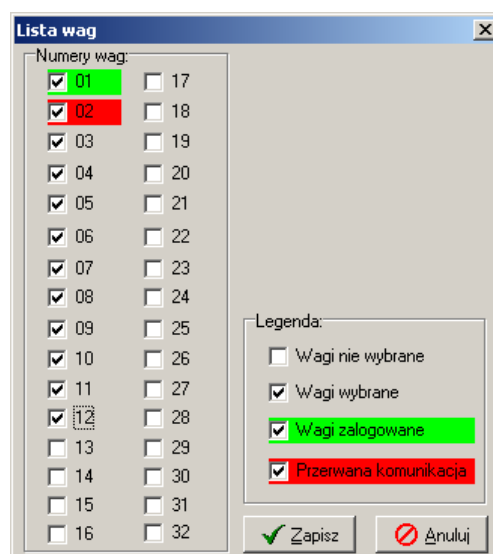 Lista wag
Numery wag:
01 17
02 18
03 19
04 20
05 21
06 22
07 23
08 24
09 25
10 26
11 27
12 28
13 29
14 30
15 31
16 32
Legenda:
Wagi nie wybrane
Wagi wybrane
Wagi zalogowane
Przerwana komunikacja
Zapisz Anuluj